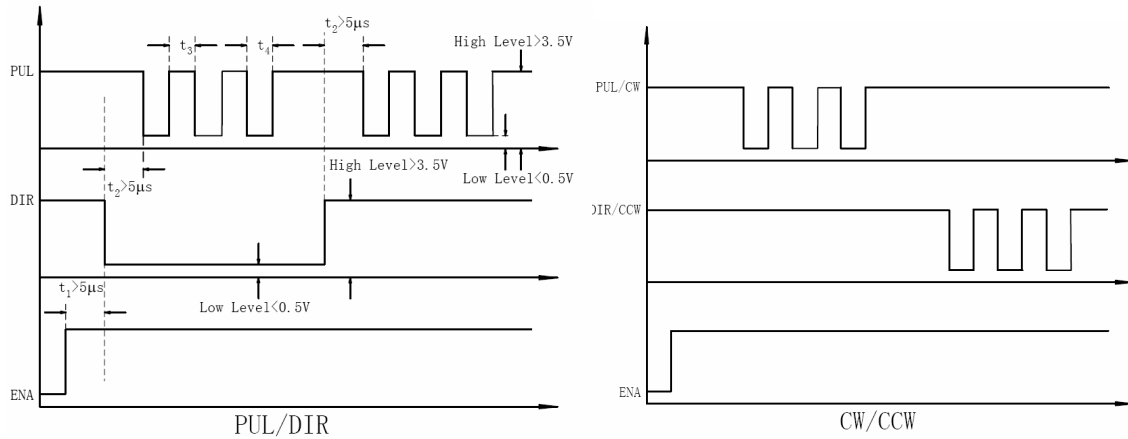 t₂>5μs
t₃
t₄
High Level>3.5V
PUL
PUL/CW
High Level>3.5V
Low Level<0.5V
t₂>5μs
DIR
DIR/CCW
t₁>5μs
Low Level<0.5V
ENA
ENA
PUL/DIR
CW/CCW